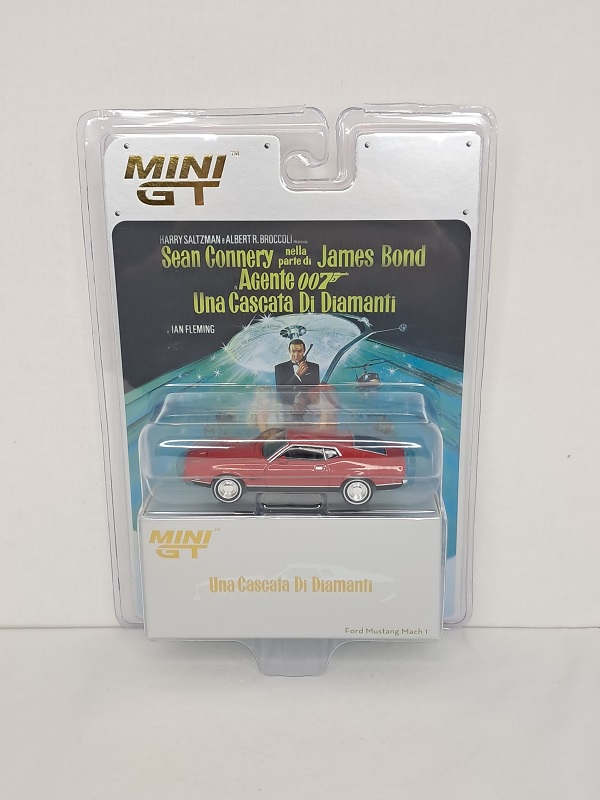 MINI
GT
™
HARRY SALTZMAN & ALBERT R. BROCCOLI
Sean Connery nella parte di James Bond
Agente 007
Una Cascata Di Diamanti
IAN FLEMING
MINI
GT
Una Cascata Di Diamanti
Ford Mustang Mach 1